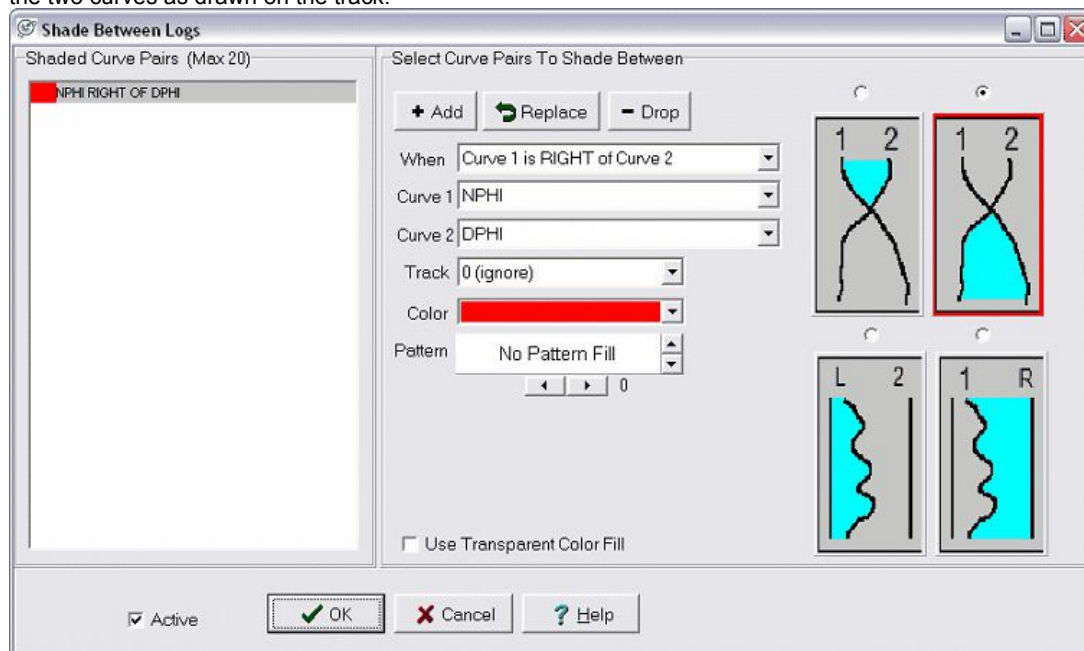 the two curves as drawn on the track.
Shade Between Logs
Shaded Curve Pairs (Max 20)
NPHI RIGHT OF DPHI
Select Curve Pairs To Shade Between
+ Add Replace - Drop
When Curve 1 is RIGHT of Curve 2
Curve 1 NPHI
Curve 2 DPHI
Track 0 (ignore)
Color
Pattern No Pattern Fill
0
Use Transparent Color Fill
1 2
1 2
L 2
1 R
Active
OK
Cancel
? Help